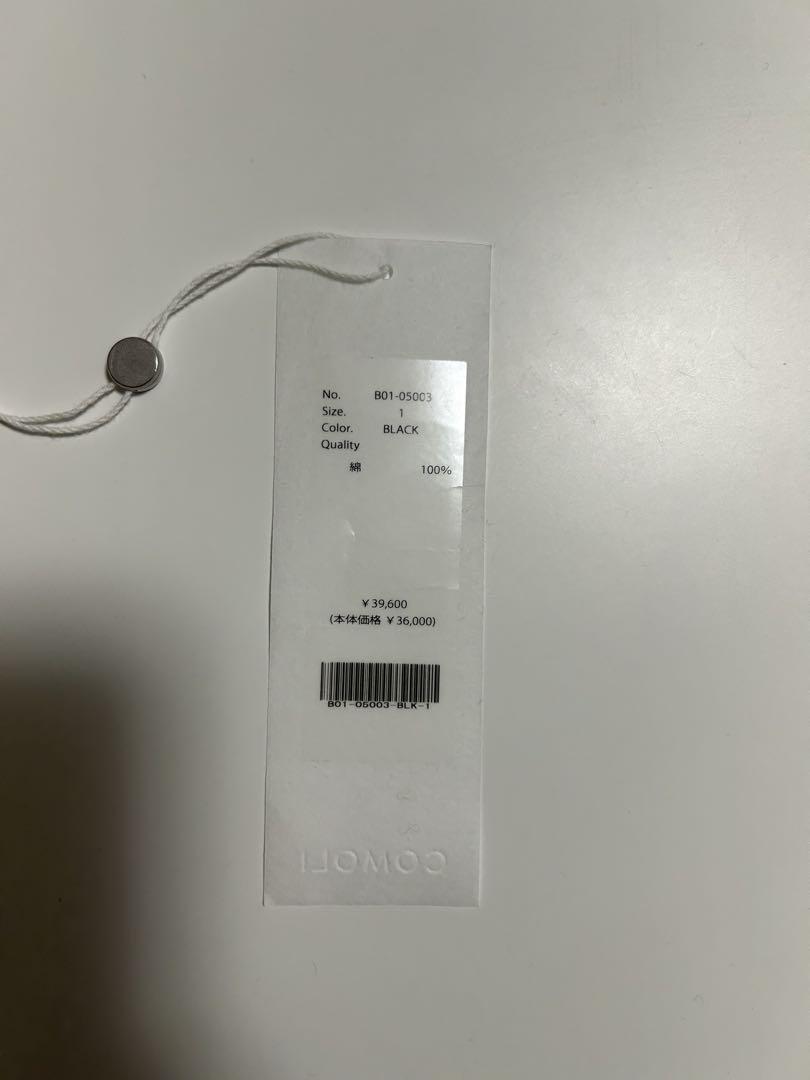 No. B01-05003
Size. 1
Color. BLACK
Quality
綿 100%
￥39,600
(本体価格 ￥36,000)
B01-05003-BLK-1
COMOLI